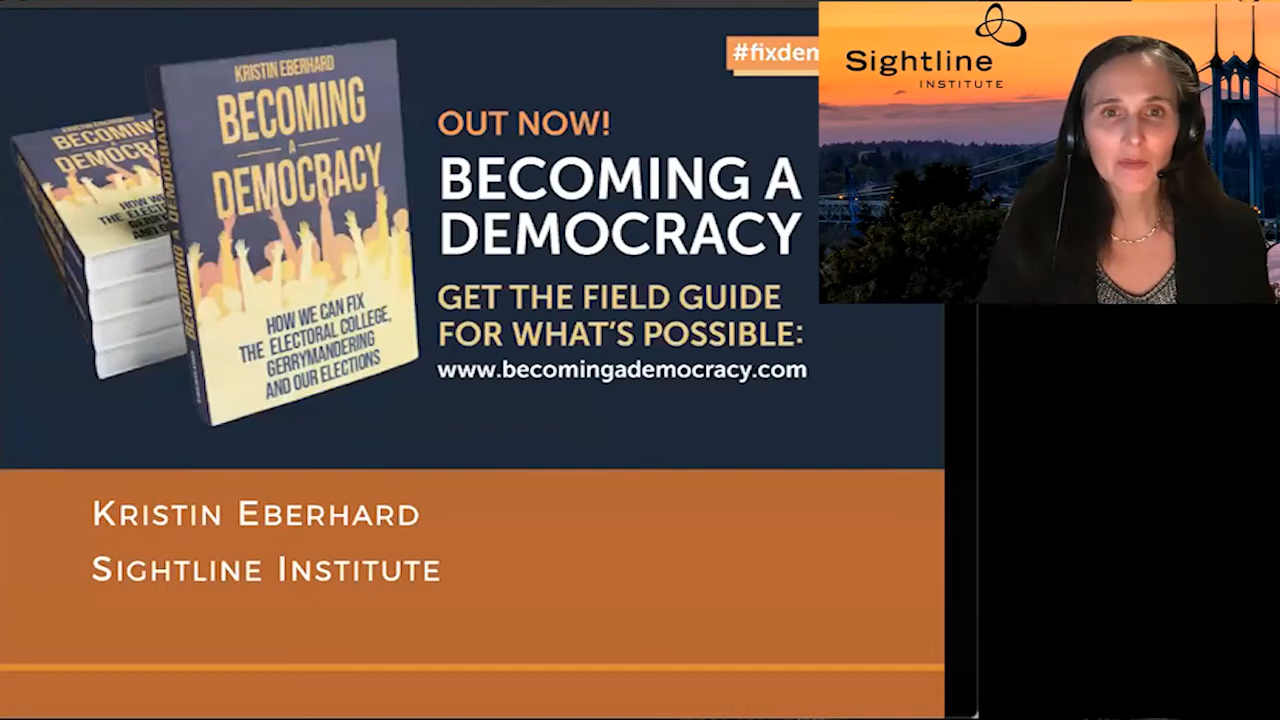 KRISTIN EBERHARD
BECOMING
A
DEMOCRACY
HOW WE CAN FIX
THE ELECTORAL COLLEGE,
GERRYMANDERING
AND OUR ELECTIONS
BECOMING A DEMOCRACY
KRISTIN EBERHARD
#fixdem
OUT NOW!
BECOMING A
DEMOCRACY
GET THE FIELD GUIDE
FOR WHAT'S POSSIBLE:
www.becomingademocracy.com
Sightline
INSTITUTE
KRISTIN EBERHARD
SIGHTLINE INSTITUTE